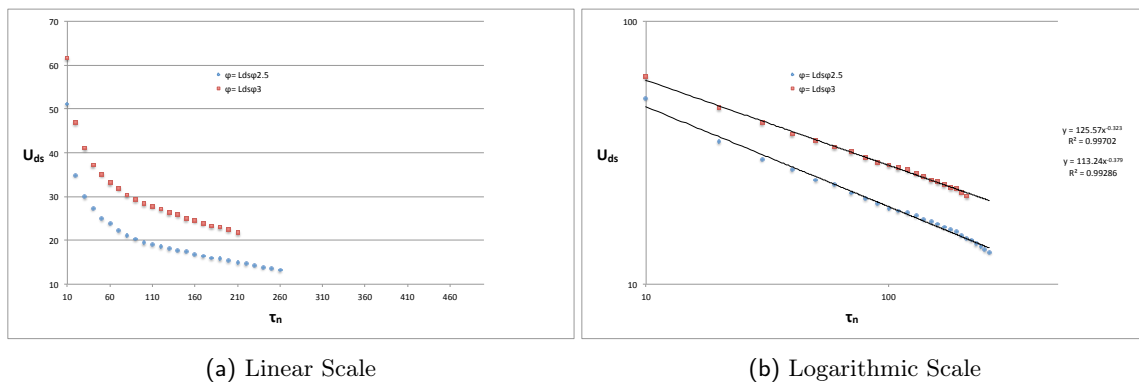 70
60
50
40
30
20
10
U_ds
φ= Ldsφ2.5
φ= Ldsφ3
10 60 110 160 210 260 310 360 410 460
τ_n
(a) Linear Scale
100
10
U_ds
φ= Ldsφ2.5
φ= Ldsφ3
y = 125.57x^-0.323
R² = 0.99702
y = 113.24x^-0.379
R² = 0.99286
10 100
τ_n
(b) Logarithmic Scale